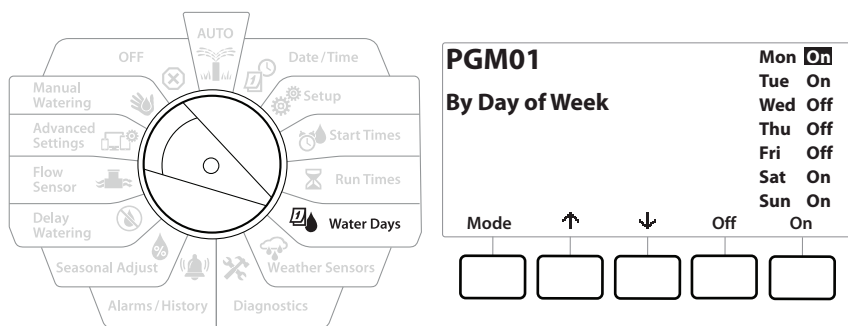 AUTO
OFF
Date/Time
Manual
Watering
Setup
Advanced
Settings
Start Times
Flow
Sensor
Run Times
Delay
Watering
Water Days
Seasonal Adjust
Weather Sensors
Alarms/History
Diagnostics
PGM01
By Day of Week
Mon On
Tue On
Wed Off
Thu Off
Fri Off
Sat On
Sun On
Mode ↑ ↓ Off On